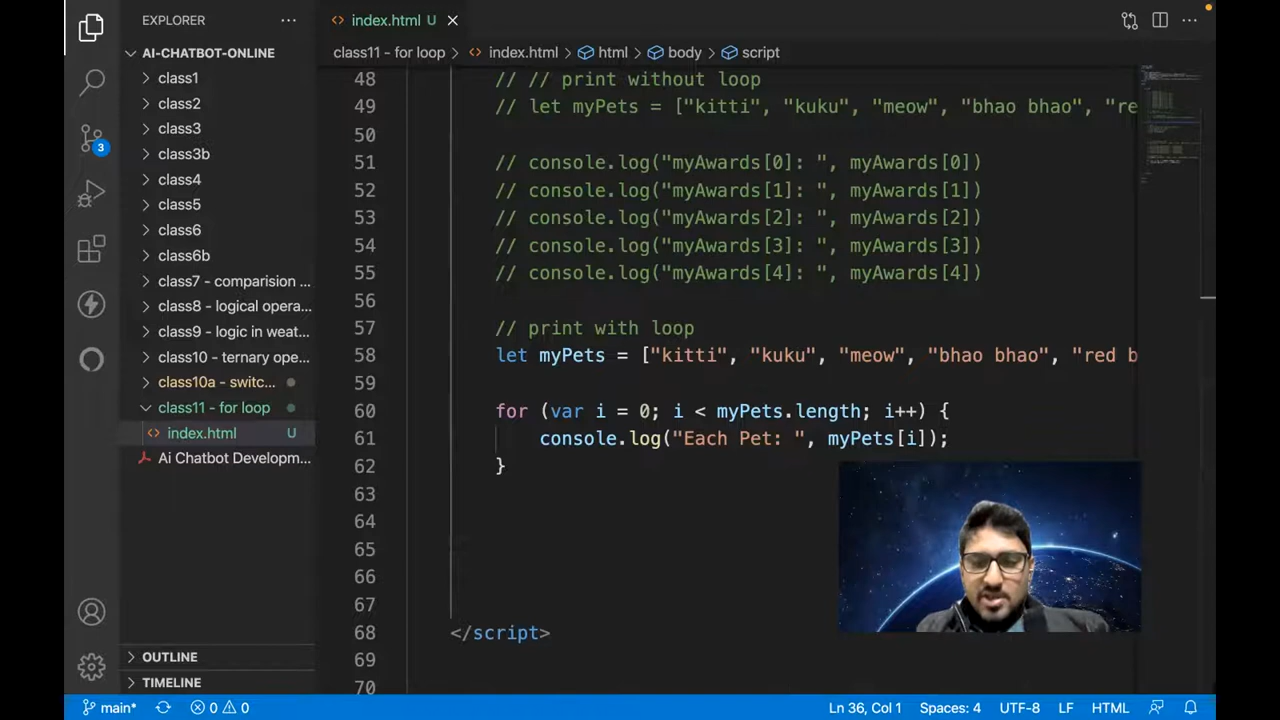 EXPLORER
index.html U
AI-CHATBOT-ONLINE
class11 - for loop > index.html > html > body > script
class1
class2
class3
class3b
class4
class5
class6
class6b
class7 - comparision ...
class8 - logical opera...
class9 - logic in weat...
class10 - ternary ope...
class10a - switc...
class11 - for loop
index.html U
Ai Chatbot Developm...
OUTLINE
TIMELINE
3
48 // // print without loop
49 // let myPets = ["kitti", "kuku", "meow", "bhao bhao", "re
50
51 // console.log("myAwards[0]: ", myAwards[0])
52 // console.log("myAwards[1]: ", myAwards[1])
53 // console.log("myAwards[2]: ", myAwards[2])
54 // console.log("myAwards[3]: ", myAwards[3])
55 // console.log("myAwards[4]: ", myAwards[4])
56
57 // print with loop
58 let myPets = ["kitti", "kuku", "meow", "bhao bhao", "red b
59
60 for (var i = 0; i < myPets.length; i++) {
61 console.log("Each Pet: ", myPets[i]);
62 }
63
64
65
66
67
68 </script>
69
70
main* 0 0 Ln 36, Col 1 Spaces: 4 UTF-8 LF HTML